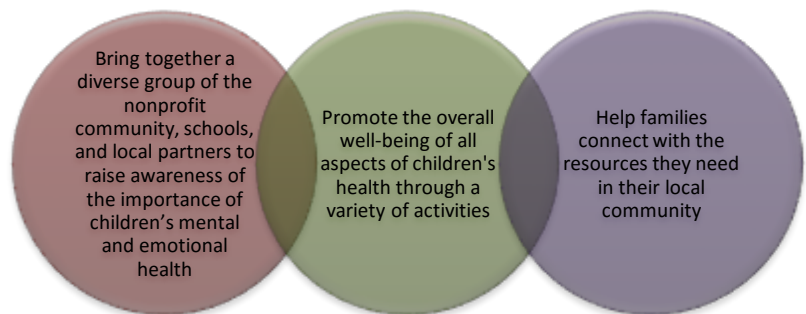 Bring together a
diverse group of the
nonprofit
community, schools,
and local partners to
raise awareness of
the importance of
children’s mental
and emotional
health
Promote the overall
well-being of all
aspects of children's
health through a
variety of activities
Help families
connect with the
resources they need
in their local
community